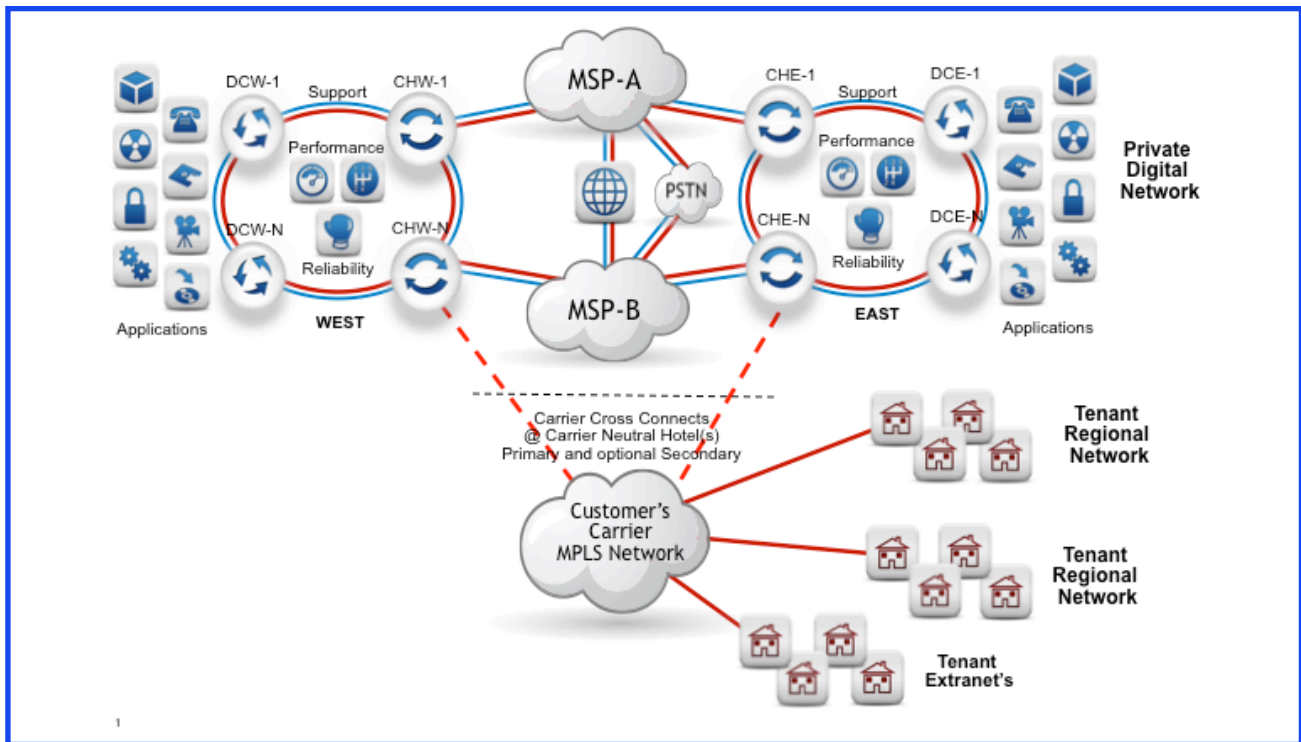 DCW-1
Support
CHW-1
MSP-A
CHE-1
Support
DCE-1
Performance
Performance
Private
Digital
Network
PSTN
DCW-N
CHW-N
CHE-N
DCE-N
Reliability
Reliability
MSP-B
WEST
EAST
Applications
Applications
Carrier Cross Connects
@ Carrier Neutral Hotel(s)
Primary and optional Secondary
Tenant
Regional
Network
Customer's
Carrier
MPLS Network
Tenant
Regional
Network
Tenant
Extranet's
1